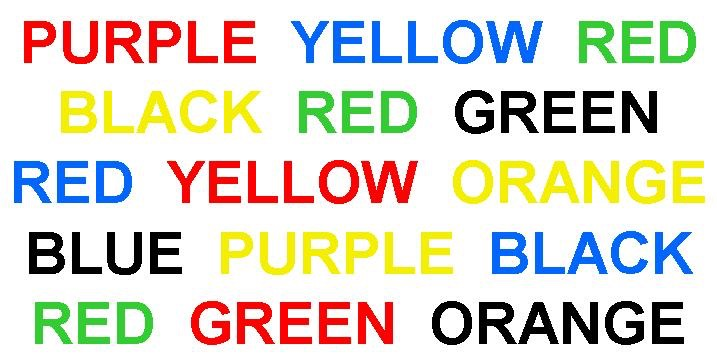 PURPLE YELLOW RED
BLACK RED GREEN
RED YELLOW ORANGE
BLUE PURPLE BLACK
RED GREEN ORANGE